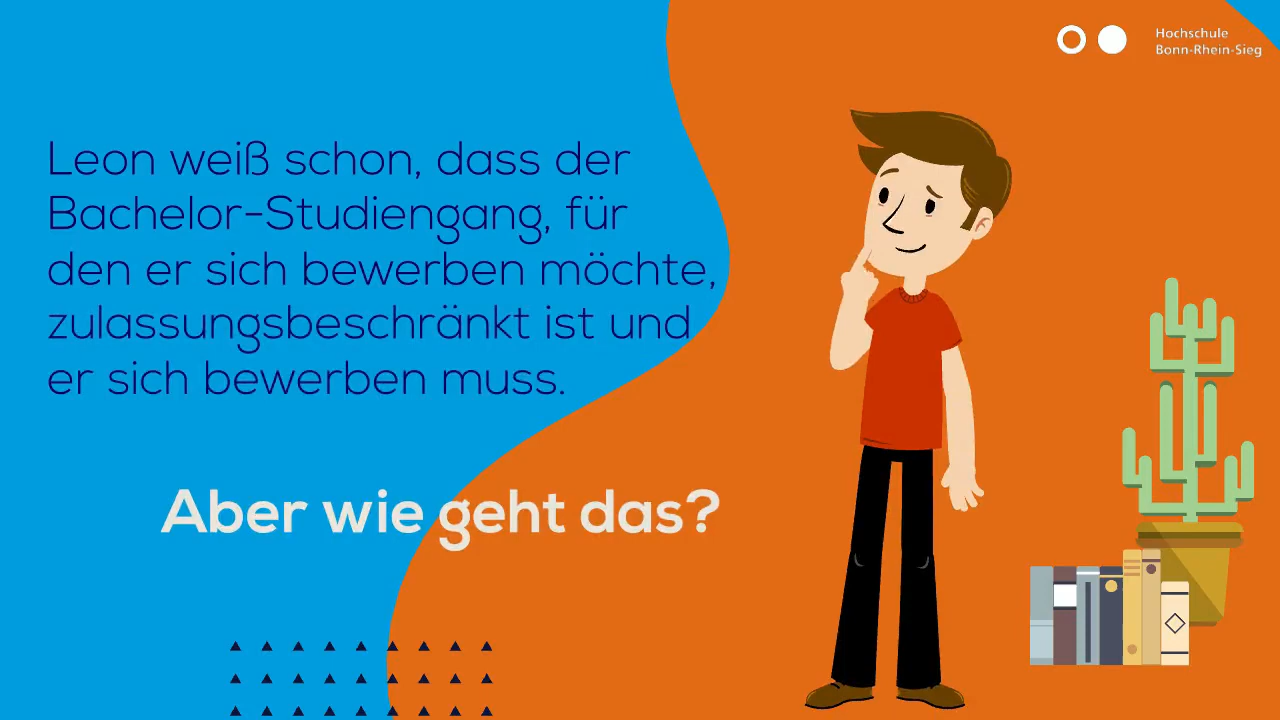 Hochschule
Bonn-Rhein-Sieg
Leon weiß schon, dass der
Bachelor-Studiengang, für
den er sich bewerben möchte,
zulassungsbeschränkt ist und
er sich bewerben muss.
Aber wie geht das?